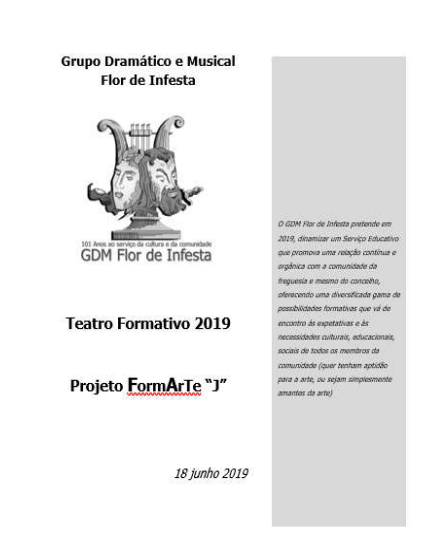 Grupo Dramático e Musical
Flor de Infesta
101 Anos ao serviço da cultura e da comunidade
GDM Flor de Infesta
Teatro Formativo 2019
Projeto FormArTe “J”
18 junho 2019
O GDM Flor de Infesta pretende em
2019, dinamizar um Serviço Educativo
que promova uma relação contínua e
orgânica com a comunidade da
freguesia e mesmo do concelho,
oferecendo uma diversificada gama de
possibilidades formativas que vá de
encontro às expetativas e às
necessidades culturais, educacionais,
sociais de todos os membros da
comunidade (quer tenham aptidão
para a arte, ou sejam simplesmente
amantes da arte)